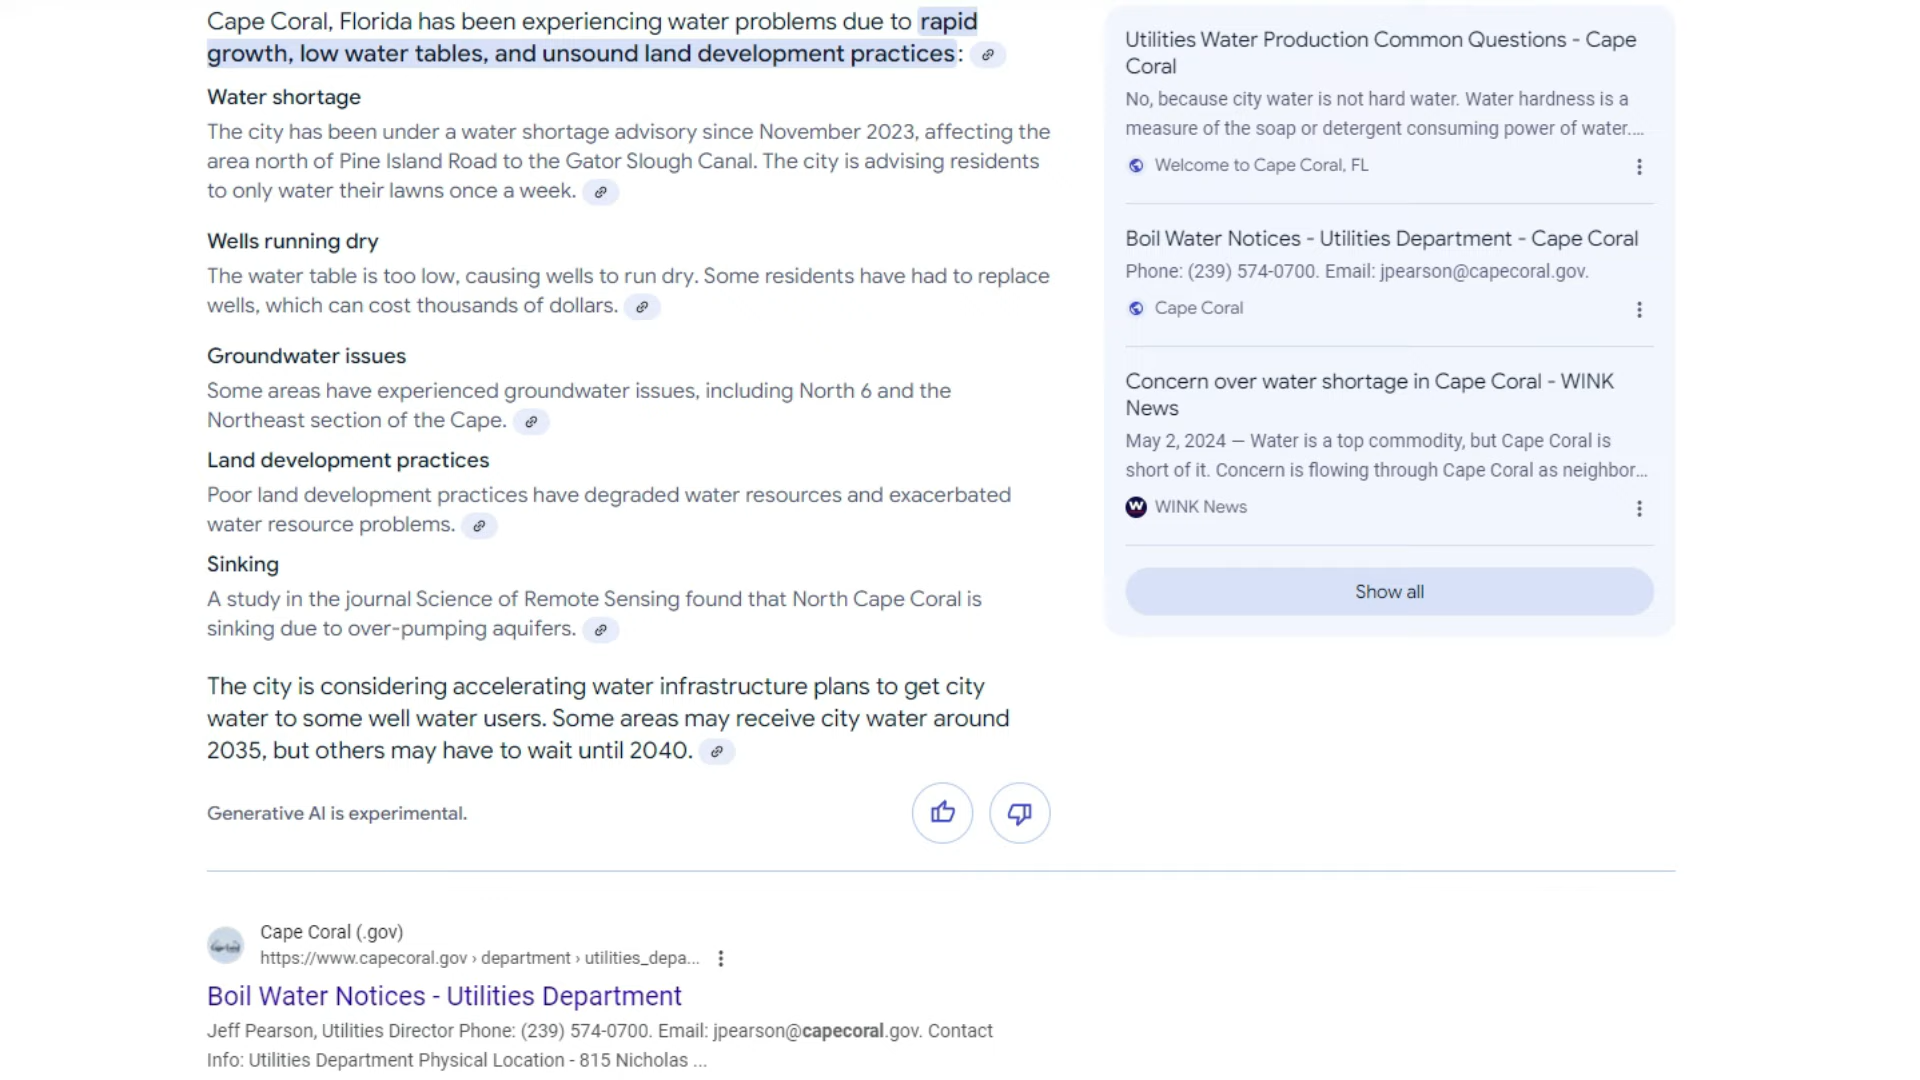 Cape Coral, Florida has been experiencing water problems due to rapid
growth, low water tables, and unsound land development practices:
Water shortage
The city has been under a water shortage advisory since November 2023, affecting the
area north of Pine Island Road to the Gator Slough Canal. The city is advising residents
to only water their lawns once a week.
Wells running dry
The water table is too low, causing wells to run dry. Some residents have had to replace
wells, which can cost thousands of dollars.
Groundwater issues
Some areas have experienced groundwater issues, including North 6 and the
Northeast section of the Cape.
Land development practices
Poor land development practices have degraded water resources and exacerbated
water resource problems.
Sinking
A study in the journal Science of Remote Sensing found that North Cape Coral is
sinking due to over-pumping aquifers.
The city is considering accelerating water infrastructure plans to get city
water to some well water users. Some areas may receive city water around
2035, but others may have to wait until 2040.
Generative AI is experimental.
Utilities Water Production Common Questions - Cape
Coral
No, because city water is not hard water. Water hardness is a
measure of the soap or detergent consuming power of water....
Welcome to Cape Coral, FL
Boil Water Notices - Utilities Department - Cape Coral
Phone: (239) 574-0700. Email: jpearson@capecoral.gov.
Cape Coral
Concern over water shortage in Cape Coral - WINK
News
May 2, 2024 — Water is a top commodity, but Cape Coral is
short of it. Concern is flowing through Cape Coral as neighbor...
W WINK News
Show all
Cape Coral (.gov)
https://www.capecoral.gov › department › utilities_depa...
Boil Water Notices - Utilities Department
Jeff Pearson, Utilities Director Phone: (239) 574-0700. Email: jpearson@capecoral.gov. Contact
Info: Utilities Department Physical Location - 815 Nicholas ...